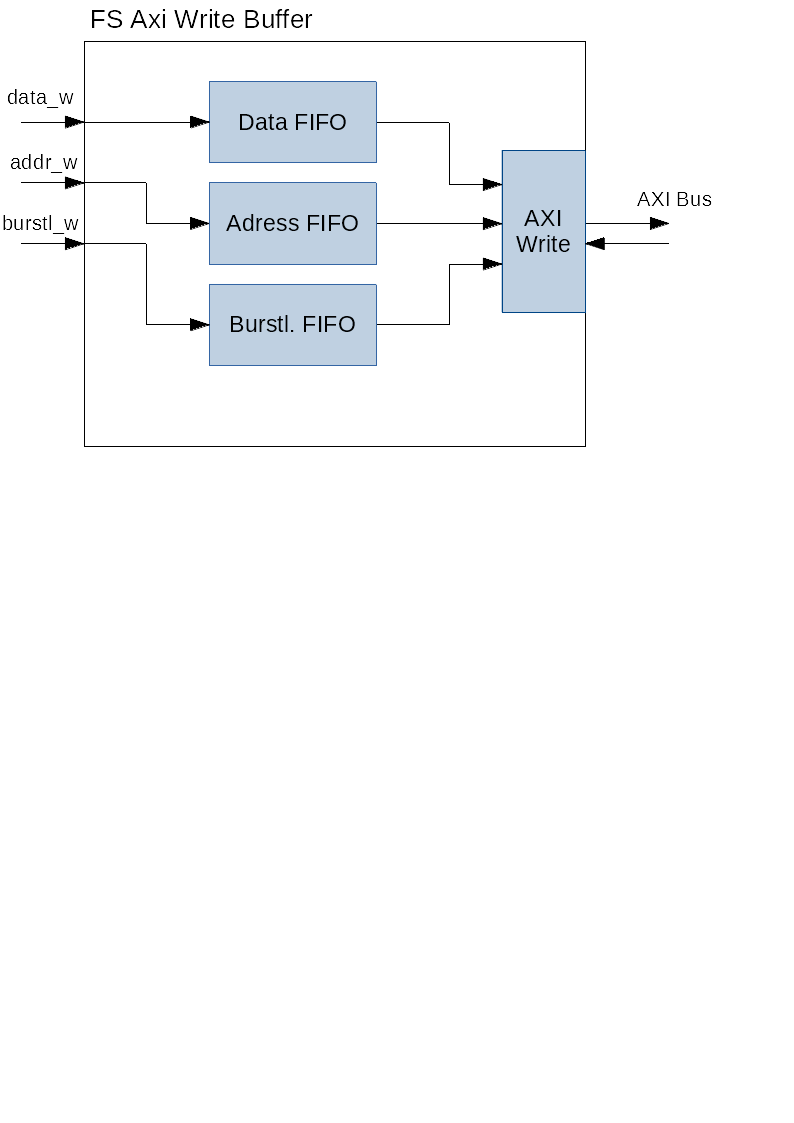 FS Axi Write Buffer
data_w
Data FIFO
addr_w
AXI Bus
burstl_w
Adress FIFO
AXI
Write
Burstl. FIFO